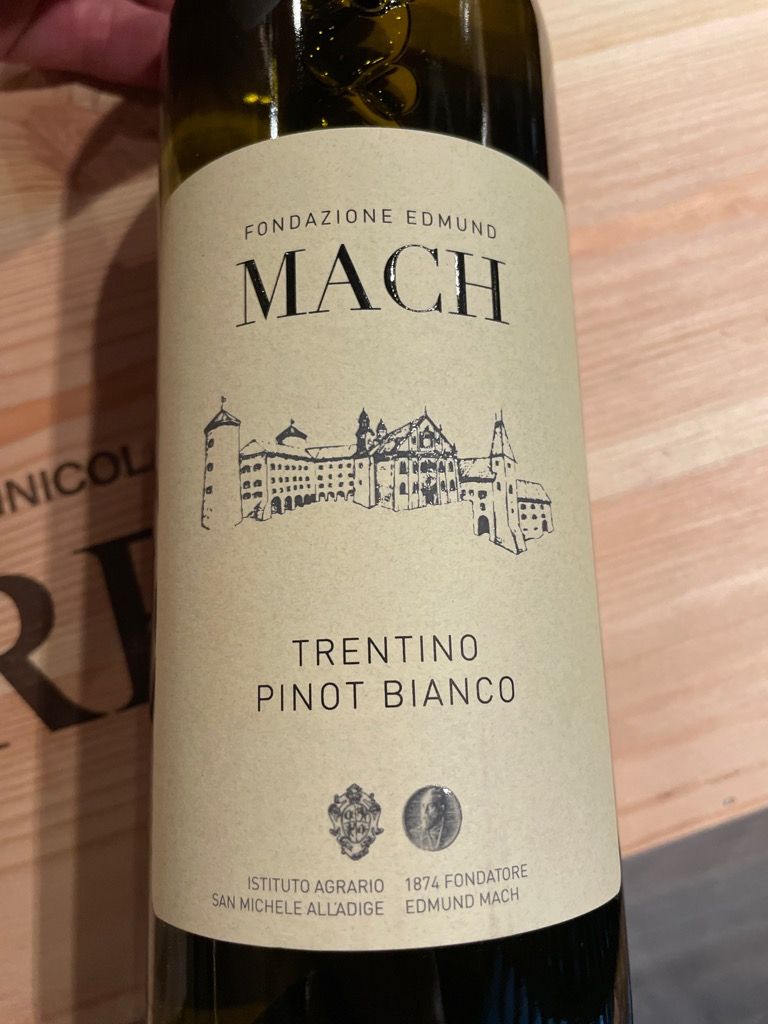 FONDAZIONE EDMUND
MACH
TRENTINO
PINOT BIANCO
ISTITUTO AGRARIO
SAN MICHELE ALL'ADIGE
1874 FONDATORE
EDMUND MACH